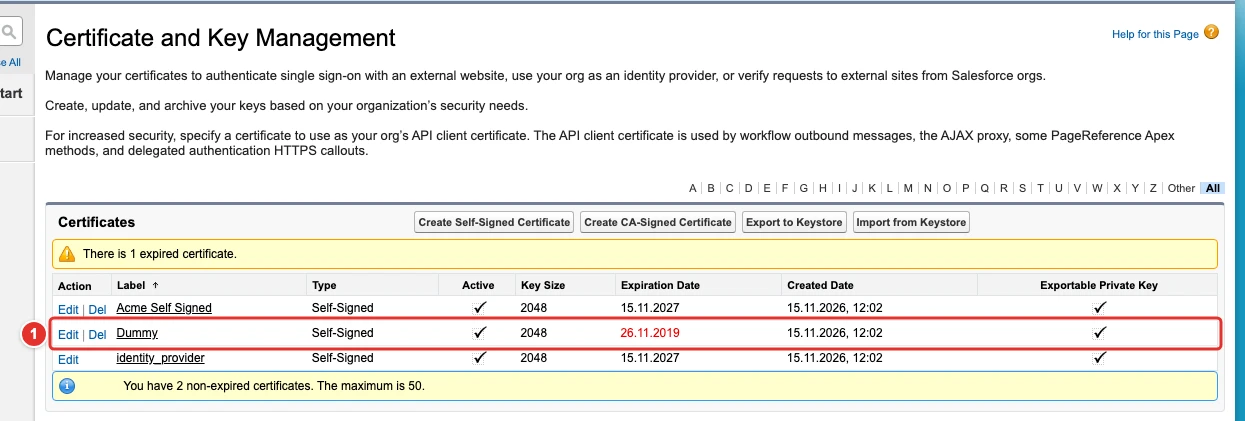 Certificate and Key Management
Help for this Page ?
e All
tart
Manage your certificates to authenticate single sign-on with an external website, use your org as an identity provider, or verify requests to external sites from Salesforce orgs.
Create, update, and archive your keys based on your organization's security needs.
For increased security, specify a certificate to use as your org's API client certificate. The API client certificate is used by workflow outbound messages, the AJAX proxy, some PageReference Apex
methods, and delegated authentication HTTPS callouts.
A | B | C | D | E | F | G | H | I | J | K | L | M | N | O | P | Q | R | S | T | U | V | W | X | Y | Z | Other | All
Certificates Create Self-Signed Certificate Create CA-Signed Certificate Export to Keystore Import from Keystore
There is 1 expired certificate.
Action Label ↑ Type Active Key Size Expiration Date Created Date Exportable Private Key
Edit | Del Acme Self Signed Self-Signed ✓ 2048 15.11.2027 15.11.2026, 12:02 ✓
1 Edit | Del Dummy Self-Signed ✓ 2048 26.11.2019 15.11.2026, 12:02 ✓
Edit identity_provider Self-Signed ✓ 2048 15.11.2027 15.11.2026, 12:02 ✓
i You have 2 non-expired certificates. The maximum is 50.